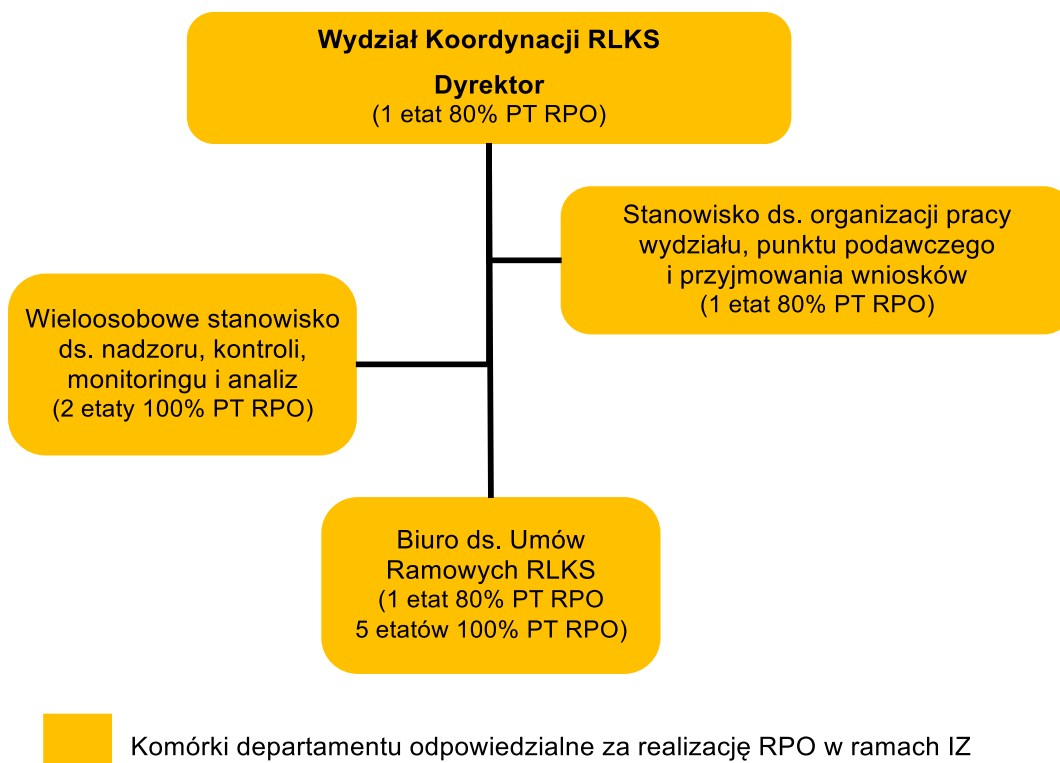 Wydział Koordynacji RLKS
Dyrektor
(1 etat 80% PT RPO)
Stanowisko ds. organizacji pracy
wydziału, punktu podawczego
i przyjmowania wniosków
(1 etat 80% PT RPO)
Wieloosobowe stanowisko
ds. nadzoru, kontroli,
monitoringu i analiz
(2 etaty 100% PT RPO)
Biuro ds. Umów
Ramowych RLKS
(1 etat 80% PT RPO
5 etatów 100% PT RPO)
Komórki departamentu odpowiedzialne za realizację RPO w ramach IZ